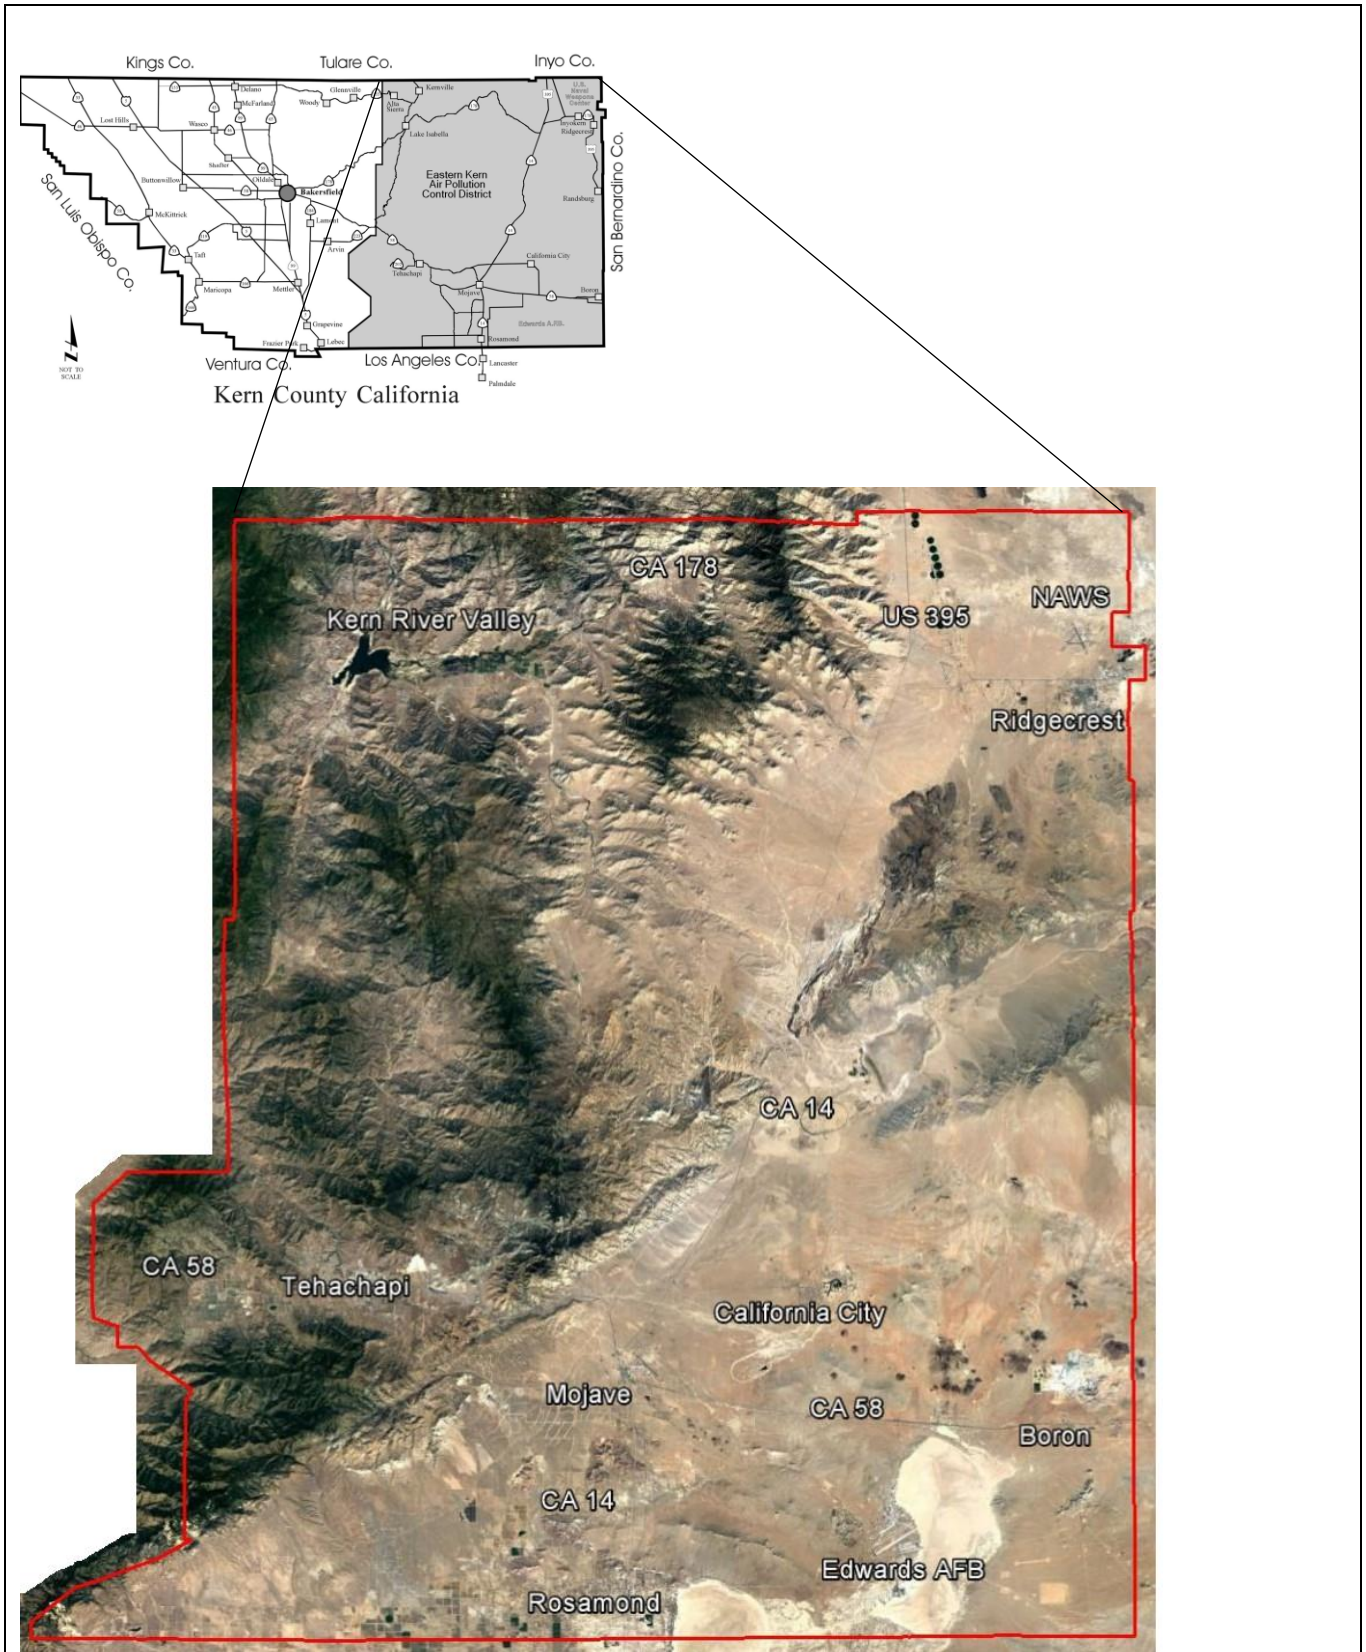 Kings Co.
Tulare Co.
Inyo Co.
U.S.
Naval
Weapons
Center
Delano
McFarland
Glennville
Woody
Alta
Sierra
Kernville
Lost Hills
Wasco
Lake Isabella
Inyokern
Ridgecrest
San Bernardino Co.
Shafter
Buttonwillow
Oildale
Bakersfield
Eastern Kern
Air Pollution
Control District
Randsburg
San Luis Obispo Co.
McKittrick
Lamont
Arvin
Taft
Tehachapi
California City
Maricopa
Mettler
Mojave
Boron
Grapevine
Edwards A.F.B.
Frazier Park
Lebec
Rosamond
Ventura Co.
Los Angeles Co.
Lancaster
Palmdale
NOT TO
SCALE
Kern County California
CA 178
NAWS
Kern River Valley
US 395
Ridgecrest
CA 14
CA 58
Tehachapi
California City
Mojave
CA 58
Boron
CA 14
Edwards AFB
Rosamond